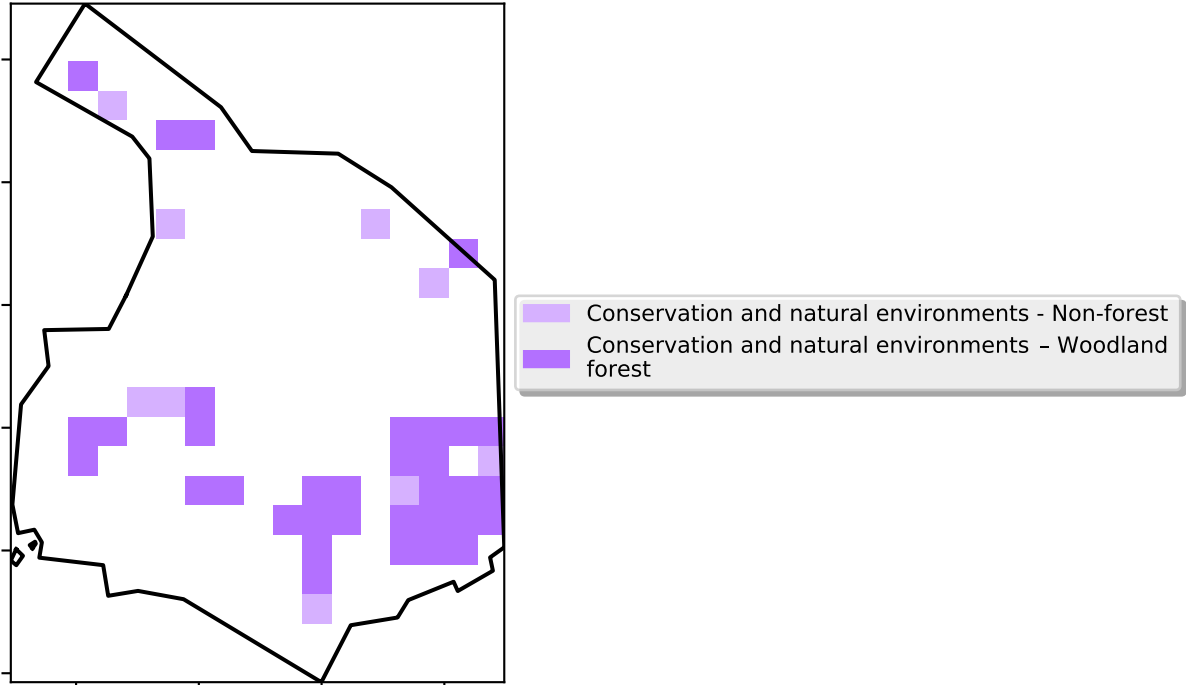 Conservation and natural environments - Non-forest
Conservation and natural environments – Woodland
forest